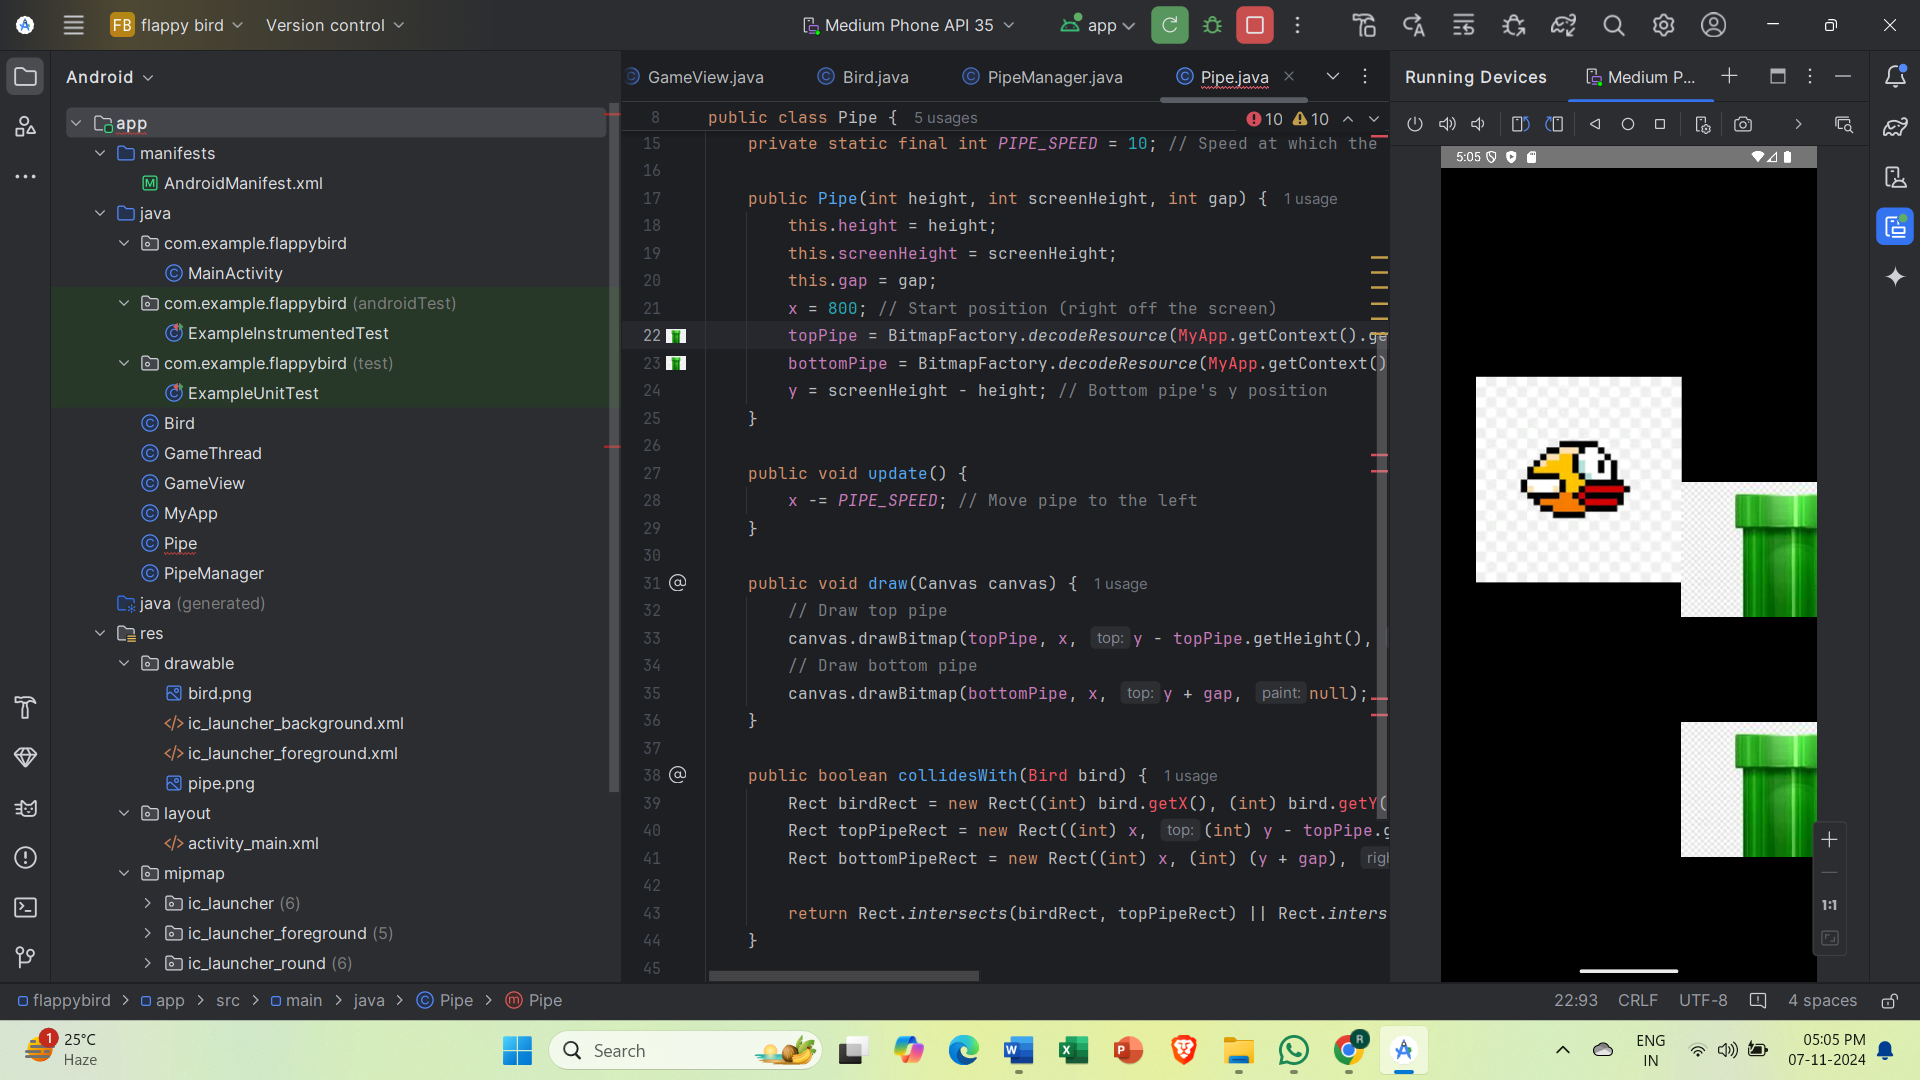 FB flappy bird
Version control
Medium Phone API 35
app
Android
GameView.java
Bird.java
PipeManager.java
Pipe.java
Running Devices
Medium P...
app
manifests
AndroidManifest.xml
java
com.example.flappybird
MainActivity
com.example.flappybird (androidTest)
ExampleInstrumentedTest
com.example.flappybird (test)
ExampleUnitTest
Bird
GameThread
GameView
MyApp
Pipe
PipeManager
java (generated)
res
drawable
bird.png
ic_launcher_background.xml
ic_launcher_foreground.xml
pipe.png
layout
activity_main.xml
mipmap
ic_launcher (6)
ic_launcher_foreground (5)
ic_launcher_round (6)
8 public class Pipe { 5 usages
10 10
15 private static final int PIPE_SPEED = 10; // Speed at which the
16
17 public Pipe(int height, int screenHeight, int gap) { 1 usage
18 this.height = height;
19 this.screenHeight = screenHeight;
20 this.gap = gap;
21 x = 800; // Start position (right off the screen)
22 topPipe = BitmapFactory.decodeResource(MyApp.getContext().ge
23 bottomPipe = BitmapFactory.decodeResource(MyApp.getContext()
24 y = screenHeight - height; // Bottom pipe's y position
25 }
26
27 public void update() {
28 x -= PIPE_SPEED; // Move pipe to the left
29 }
30
31 @ public void draw(Canvas canvas) { 1 usage
32 // Draw top pipe
33 canvas.drawBitmap(topPipe, x, top: y - topPipe.getHeight(),
34 // Draw bottom pipe
35 canvas.drawBitmap(bottomPipe, x, top: y + gap, paint: null);
36 }
37
38 @ public boolean collidesWith(Bird bird) { 1 usage
39 Rect birdRect = new Rect((int) bird.getX(), (int) bird.getY(
40 Rect topPipeRect = new Rect((int) x, top: (int) y - topPipe.g
41 Rect bottomPipeRect = new Rect((int) x, (int) (y + gap), righ
42
43 return Rect.intersects(birdRect, topPipeRect) || Rect.inters
44 }
45
5:05
1:1
flappybird > app > src > main > java > Pipe > Pipe
22:93 CRLF UTF-8 4 spaces
1
25°C
Haze
Search
ENG
IN
05:05 PM
07-11-2024